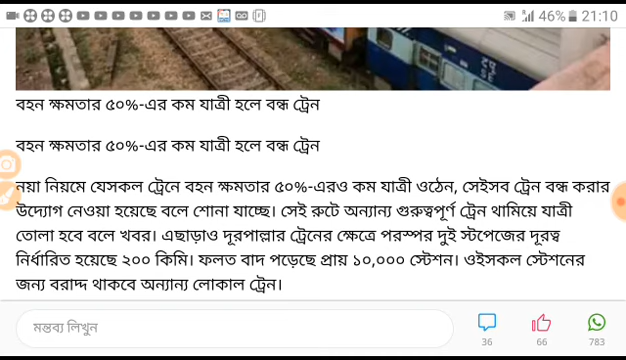 46% 21:10
বহন ক্ষমতার ৫০%-এর কম যাত্রী হলে বন্ধ ট্রেন
বহন ক্ষমতার ৫০%-এর কম যাত্রী হলে বন্ধ ট্রেন
নয়া নিয়মে যেসকল ট্রেনে বহন ক্ষমতার ৫০%-এরও কম যাত্রী ওঠেন, সেইসব ট্রেন বন্ধ করার
উদ্যোগ নেওয়া হয়েছে বলে শোনা যাচ্ছে। সেই রুটে অন্যান্য গুরুত্বপূর্ণ ট্রেন থামিয়ে যাত্রী
তোলা হবে বলে খবর। এছাড়াও দূরপাল্লার ট্রেনের ক্ষেত্রে পরস্পর দুই স্টপেজের দূরত্ব
নির্ধারিত হয়েছে ২০০ কিমি। ফলত বাদ পড়েছে প্রায় ১০,০০০ স্টেশন। ওইসকল স্টেশনের
জন্য বরাদ্দ থাকবে অন্যান্য লোকাল ট্রেন।
মন্তব্য লিখুন
36 66 783